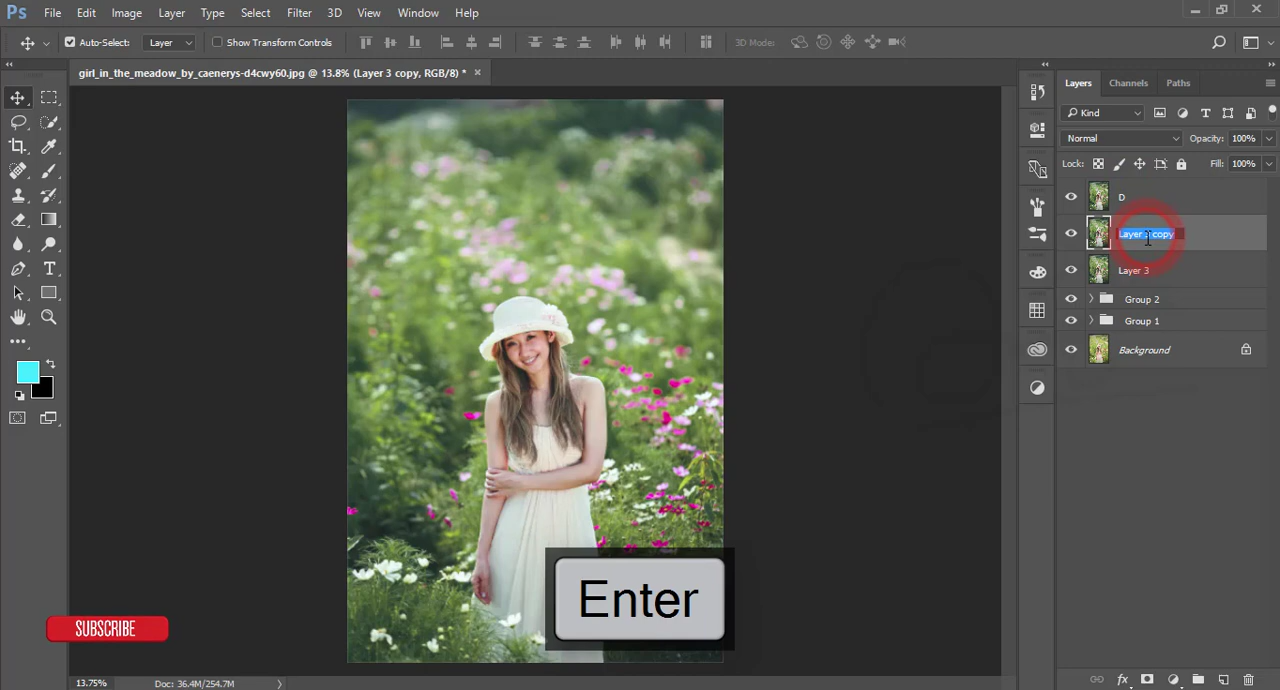 Ps File Edit Image Layer Type Select Filter 3D View Window Help
Auto-Select: Layer Show Transform Controls 3D Mode:
girl_in_the_meadow_by_caenerys-d4cwy60.jpg @ 13.8% (Layer 3 copy, RGB/8) *
Layers Channels Paths
Kind
Normal Opacity: 100%
Lock: Fill: 100%
D
Layer 3 copy
Layer 3
Group 2
Group 1
Background
Enter
SUBSCRIBE
13.75% Doc: 36.4M/254.7M
fx